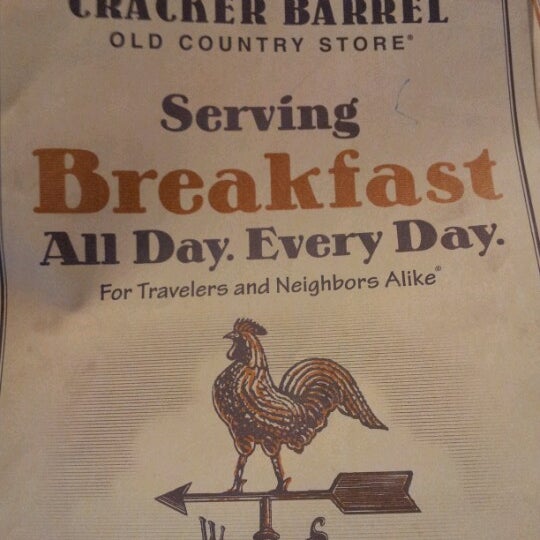 CRACKER BARREL
OLD COUNTRY STORE®
Serving
Breakfast
All Day. Every Day.
For Travelers and Neighbors Alike®
W S